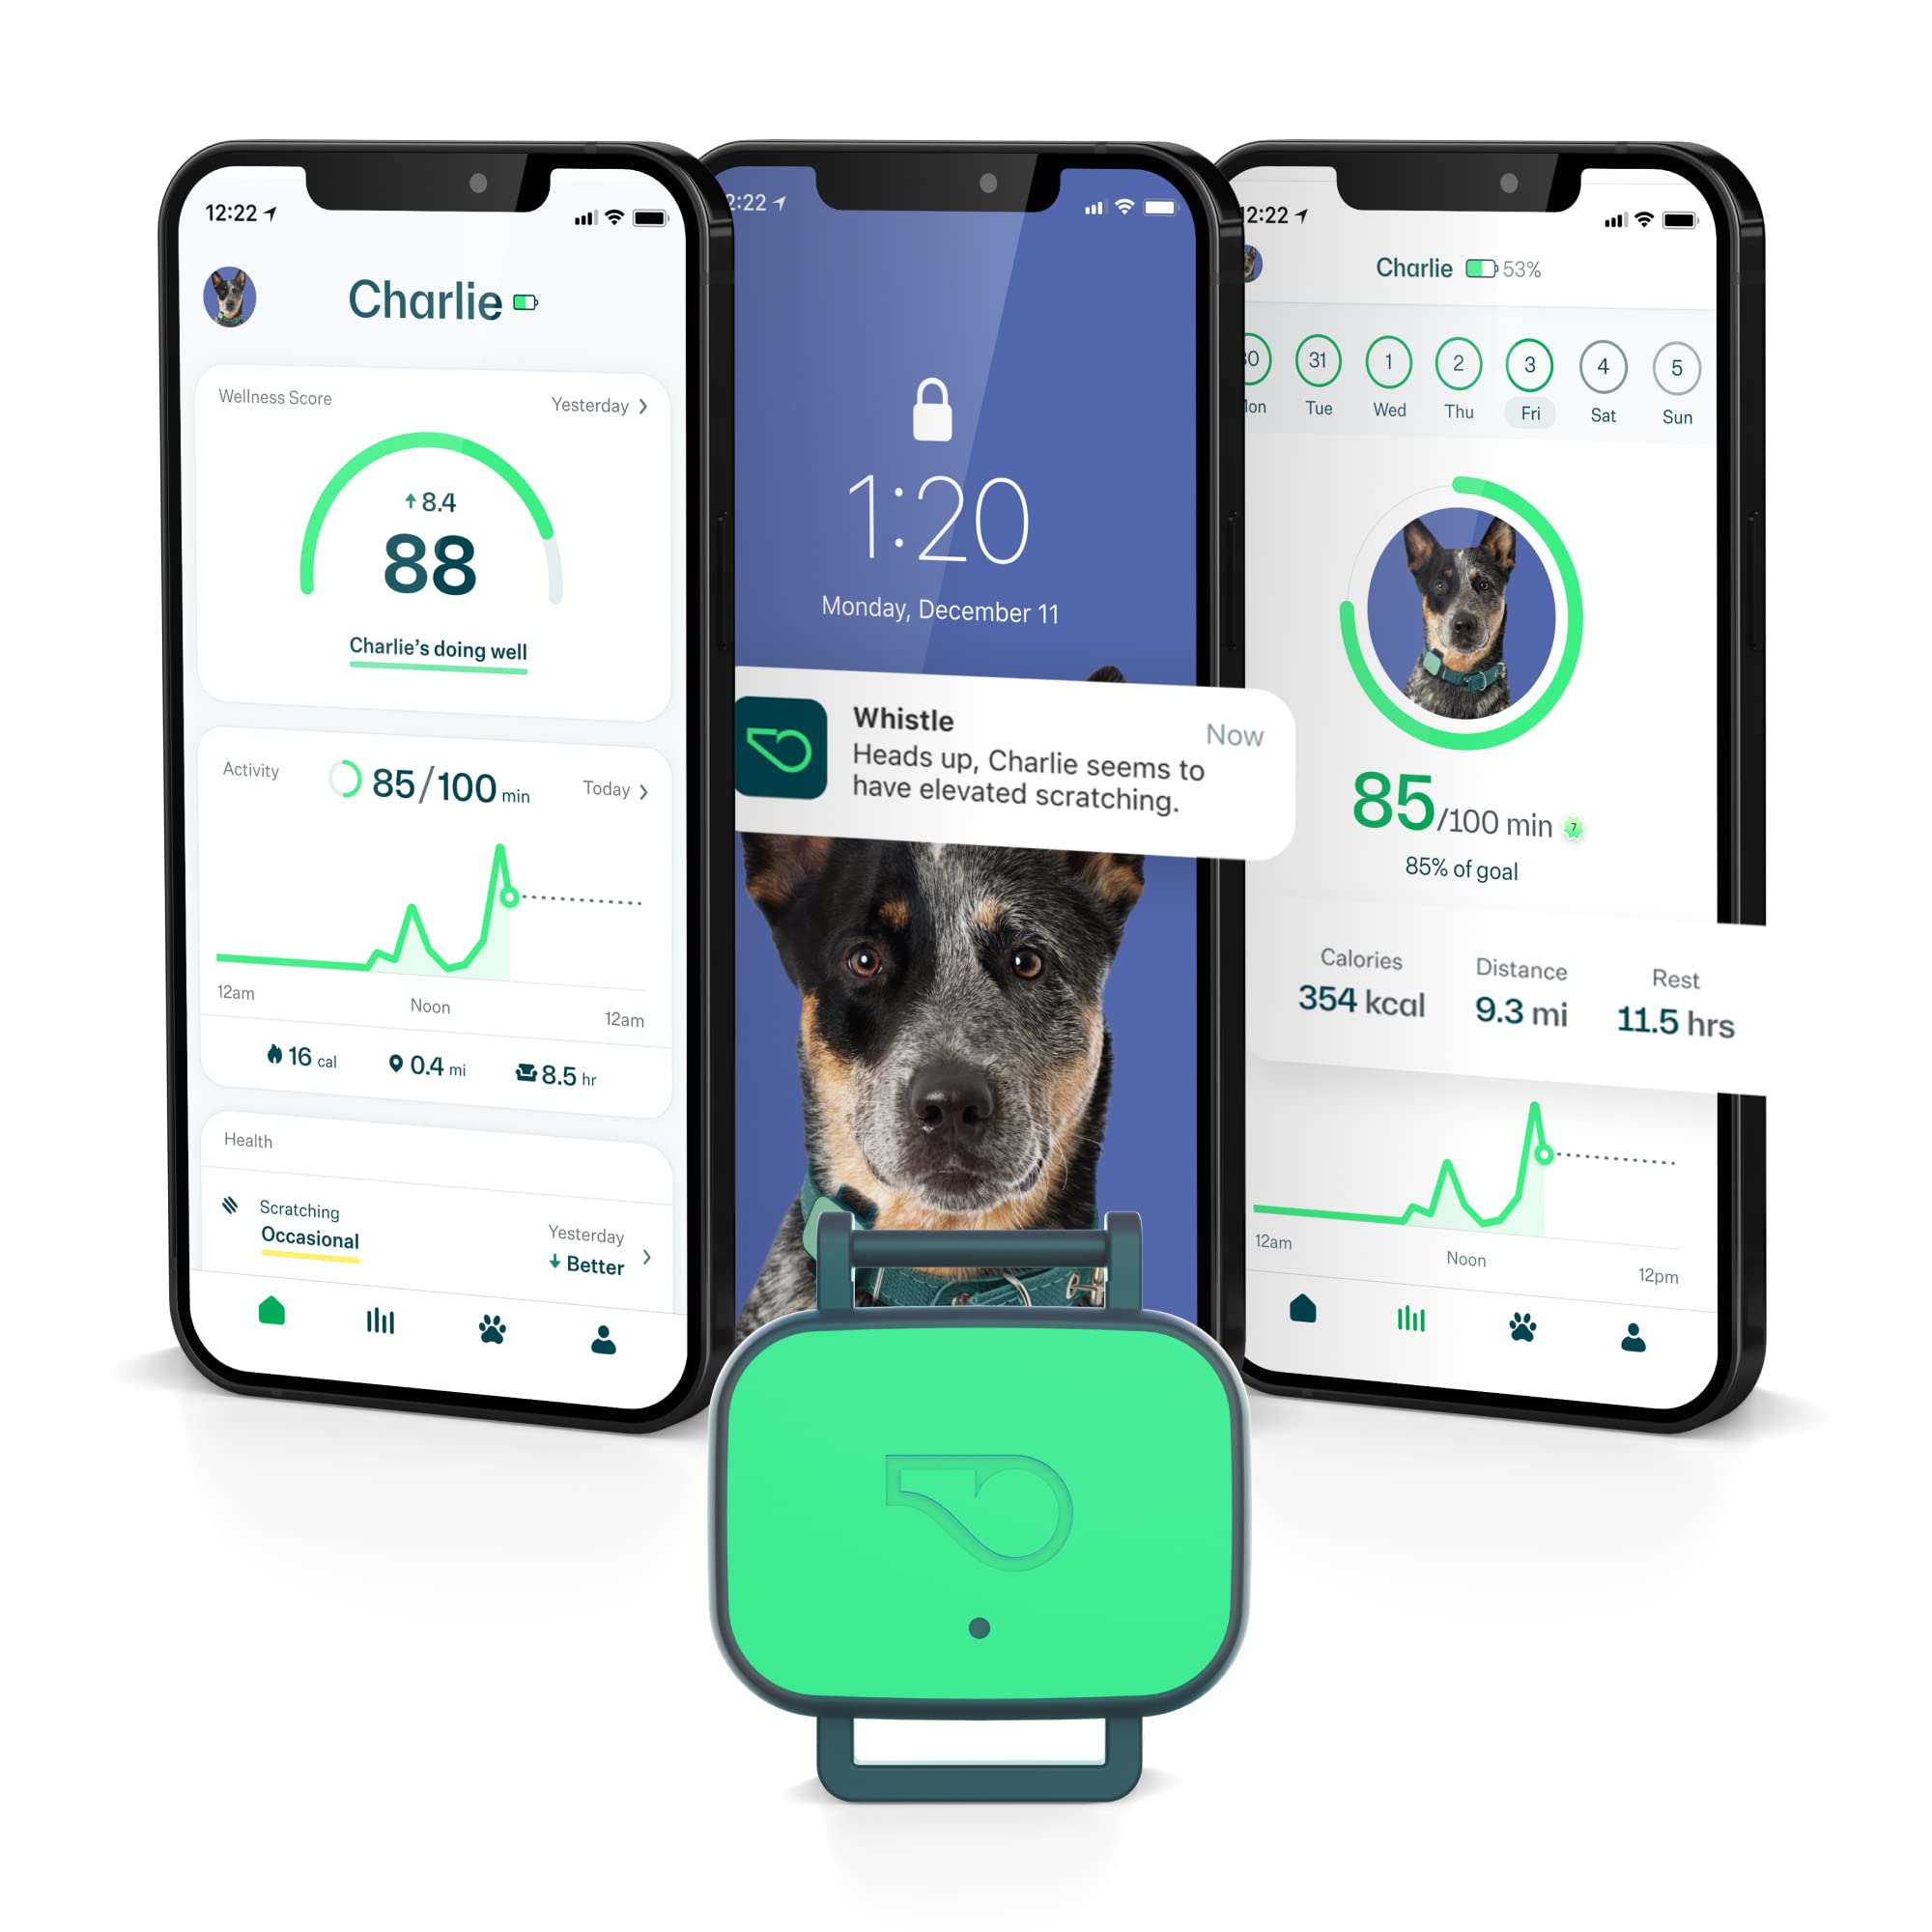 12:22
Charlie
Wellness Score
Yesterday
8.4
88
Charlie's doing well
Activity
85/100 min
Today
12am
Noon
12am
16 cal
0.4 mi
8.5 hr
Health
Scratching
Occasional
Yesterday
Better
2:22
1:20
Monday, December 11
Whistle
Now
Heads up, Charlie seems to
have elevated scratching.
12:22
Charlie 53%
30 31 1 2 3 4 5
Mon Tue Wed Thu Fri Sat Sun
85/100 min 7
85% of goal
Calories Distance Rest
354 kcal 9.3 mi 11.5 hrs
12am
Noon
12pm